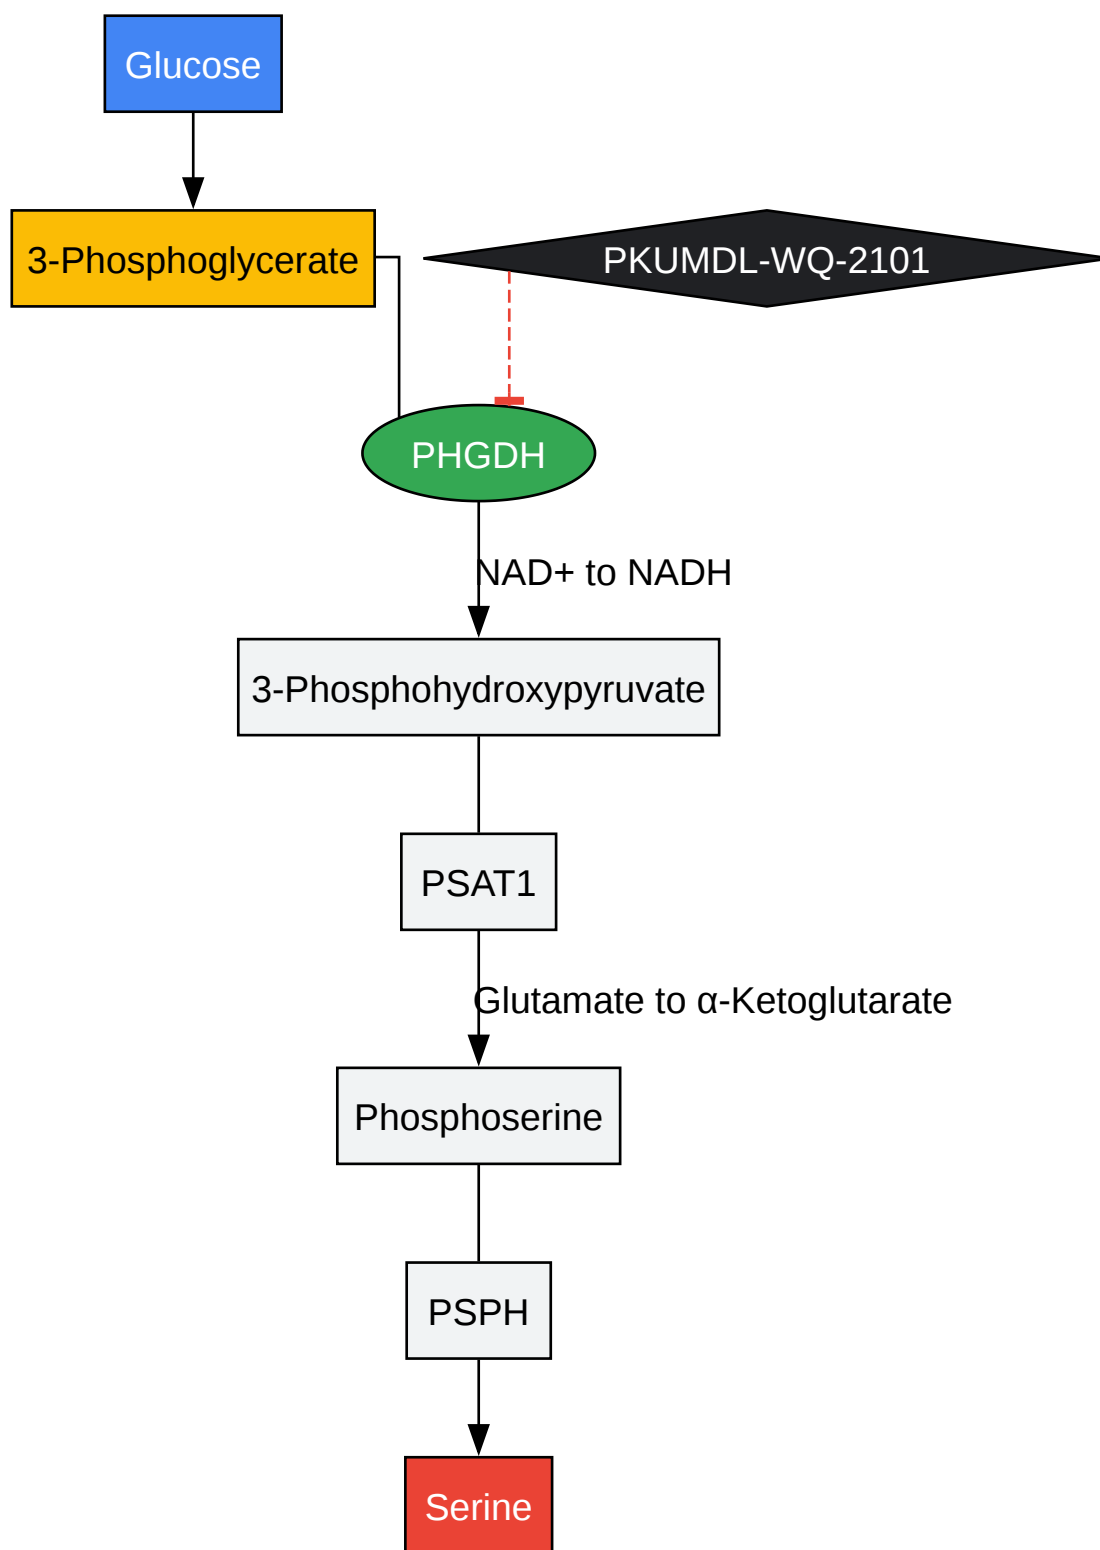 Glucose
3-Phosphoglycerate
PKUMDL-WQ-2101
PHGDH
NAD+ to NADH
3-Phosphohydroxypyruvate
PSAT1
Glutamate to α-Ketoglutarate
Phosphoserine
PSPH
Serine